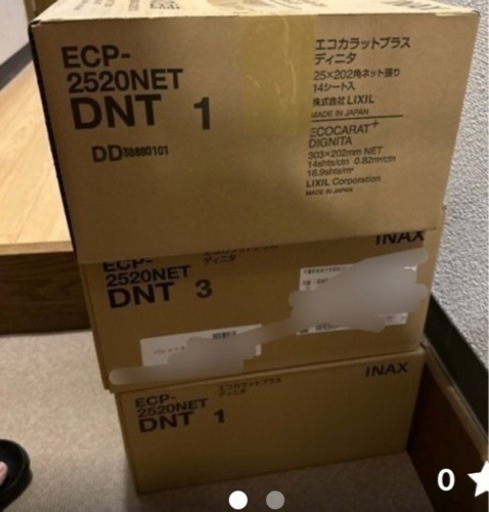 ECP-
2520NET
DNT 1
DD58880101
エコカラットプラス
ディニタ
25×202角ネット張り
14シート入
株式会社 LIXIL
MADE IN JAPAN
ECOCARAT+
DIGNITA
303×202mm NET
14shts/ctn 0.82m²/ctn
16.9shts/m²
LIXIL Corporation
MADE IN JAPAN
ECP-
2520NET
DNT 3
ディニタ
INAX
ECP-
2520NET
DNT 1
エコカラットプラス
ディニタ
INAX
0